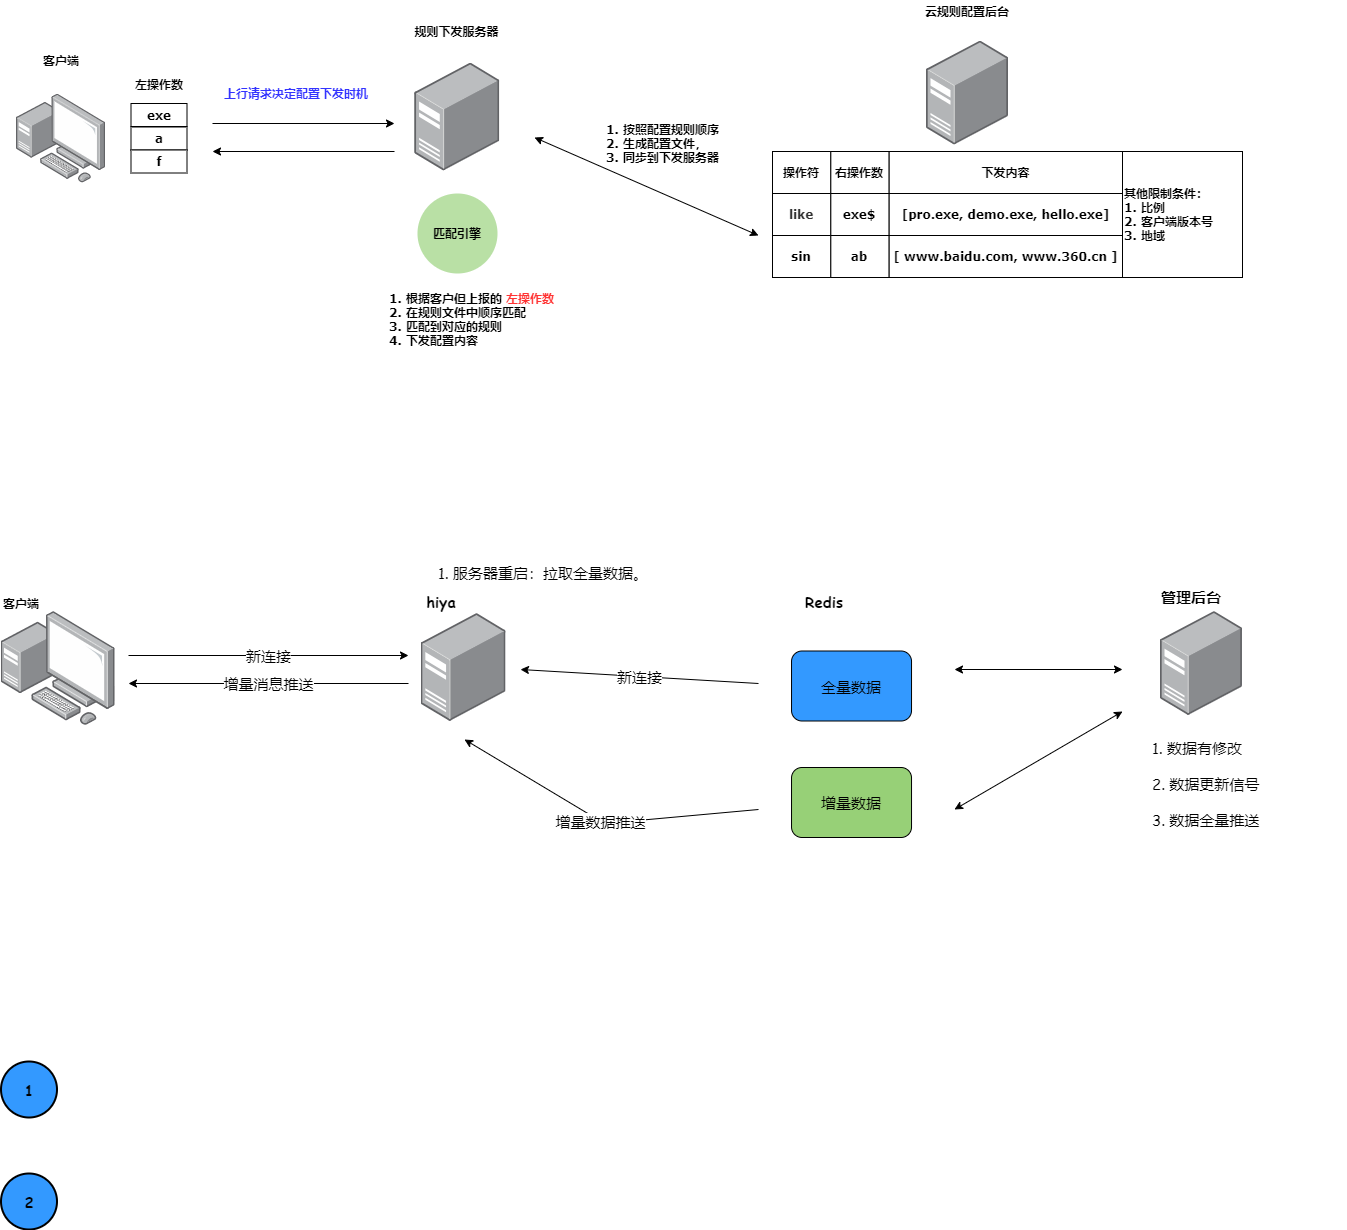 云规则配置后台
规则下发服务器
客户端
左操作数
exe
a
f
上行请求决定配置下发时机
1. 按照配置规则顺序
2. 生成配置文件，
3. 同步到下发服务器
操作符 右操作数 下发内容
like exe$ [pro.exe, demo.exe, hello.exe]
sin ab [ www.baidu.com, www.360.cn ]
其他限制条件：
1. 比例
2. 客户端版本号
3. 地域
匹配引擎
1. 根据客户但上报的 左操作数
2. 在规则文件中顺序匹配
3. 匹配到对应的规则
4. 下发配置内容
1. 服务器重启：拉取全量数据。
客户端
hiya
Redis
管理后台
新连接
增量消息推送
新连接
全量数据
增量数据推送
增量数据
1. 数据有修改
2. 数据更新信号
3. 数据全量推送
1
2